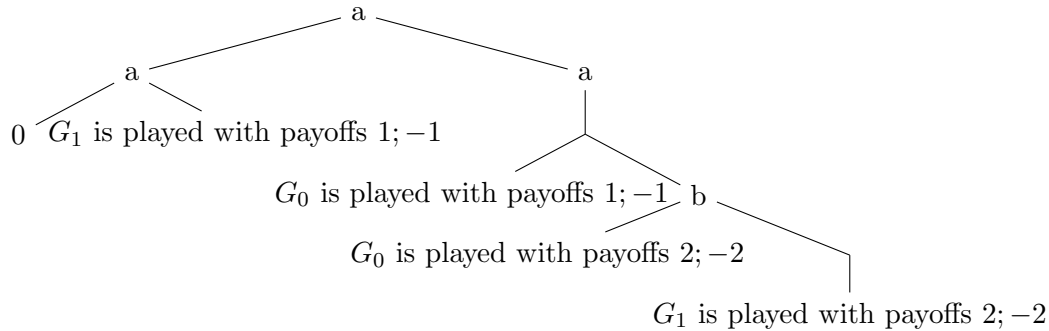 a
a a
0 G₁ is played with payoffs 1; −1
G₀ is played with payoffs 1; −1 b
G₀ is played with payoffs 2; −2
G₁ is played with payoffs 2; −2